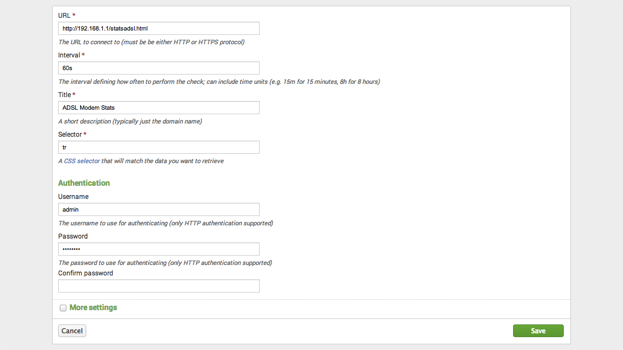 URL *
http://192.168.1.1/statsadsl.html
The URL to connect to (must be be either HTTP or HTTPS protocol)
Interval *
60s
The interval defining how often to perform the check; can include time units (e.g. 15m for 15 minutes, 8h for 8 hours)
Title *
ADSL Modem Stats
A short description (typically just the domain name)
Selector *
tr
A CSS selector that will match the data you want to retrieve
Authentication
Username
admin
The username to use for authenticating (only HTTP authentication supported)
Password
••••••••
The password to use for authenticating (only HTTP authentication supported)
Confirm password
More settings
Cancel
Save